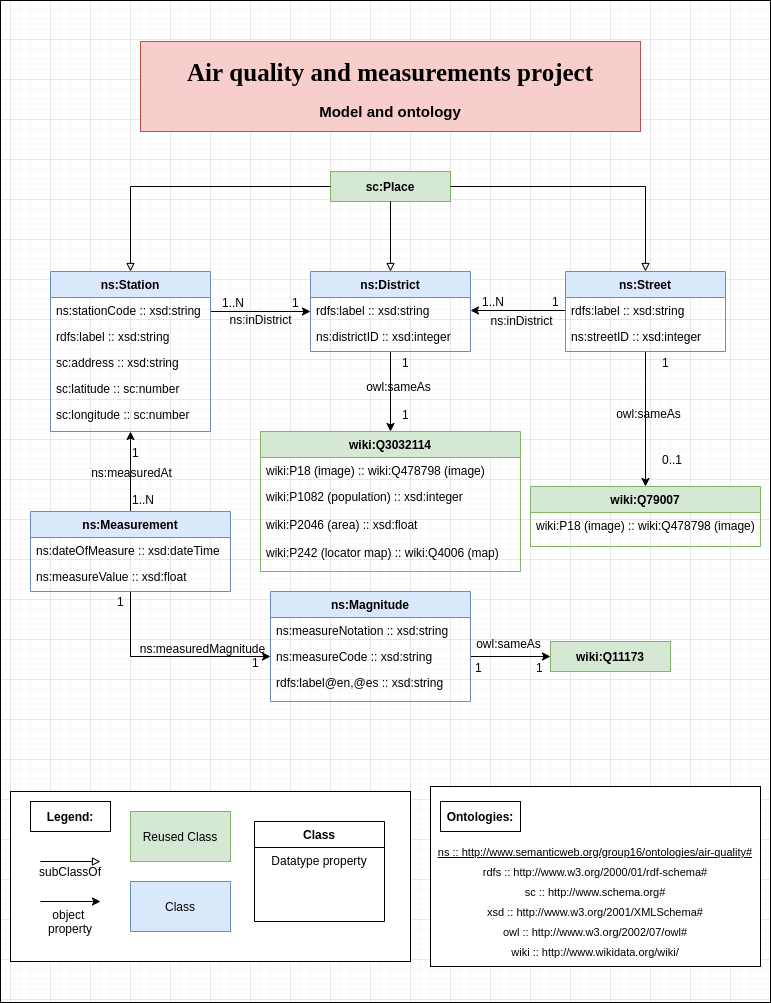 Air quality and measurements project
Model and ontology
sc:Place
ns:Station
ns:stationCode :: xsd:string
rdfs:label :: xsd:string
sc:address :: xsd:string
sc:latitude :: sc:number
sc:longitude :: sc:number
1..N
1
ns:inDistrict
ns:District
rdfs:label :: xsd:string
ns:districtID :: xsd:integer
1..N
1
ns:inDistrict
ns:Street
rdfs:label :: xsd:string
ns:streetID :: xsd:integer
1
owl:sameAs
1
1
owl:sameAs
0..1
wiki:Q3032114
wiki:P18 (image) :: wiki:Q478798 (image)
wiki:P1082 (population) :: xsd:integer
wiki:P2046 (area) :: xsd:float
wiki:P242 (locator map) :: wiki:Q4006 (map)
wiki:Q79007
wiki:P18 (image) :: wiki:Q478798 (image)
1
ns:measuredAt
1..N
ns:Measurement
ns:dateOfMeasure :: xsd:dateTime
ns:measureValue :: xsd:float
1
ns:measuredMagnitude
1
ns:Magnitude
ns:measureNotation :: xsd:string
ns:measureCode :: xsd:string
rdfs:label@en,@es :: xsd:string
owl:sameAs
1
1
wiki:Q11173
Legend:
subClassOf
object
property
Reused Class
Class
Class
Datatype property
Ontologies:
ns :: http://www.semanticweb.org/group16/ontologies/air-quality#
rdfs :: http://www.w3.org/2000/01/rdf-schema#
sc :: http://www.schema.org#
xsd :: http://www.w3.org/2001/XMLSchema#
owl :: http://www.w3.org/2002/07/owl#
wiki :: http://www.wikidata.org/wiki/